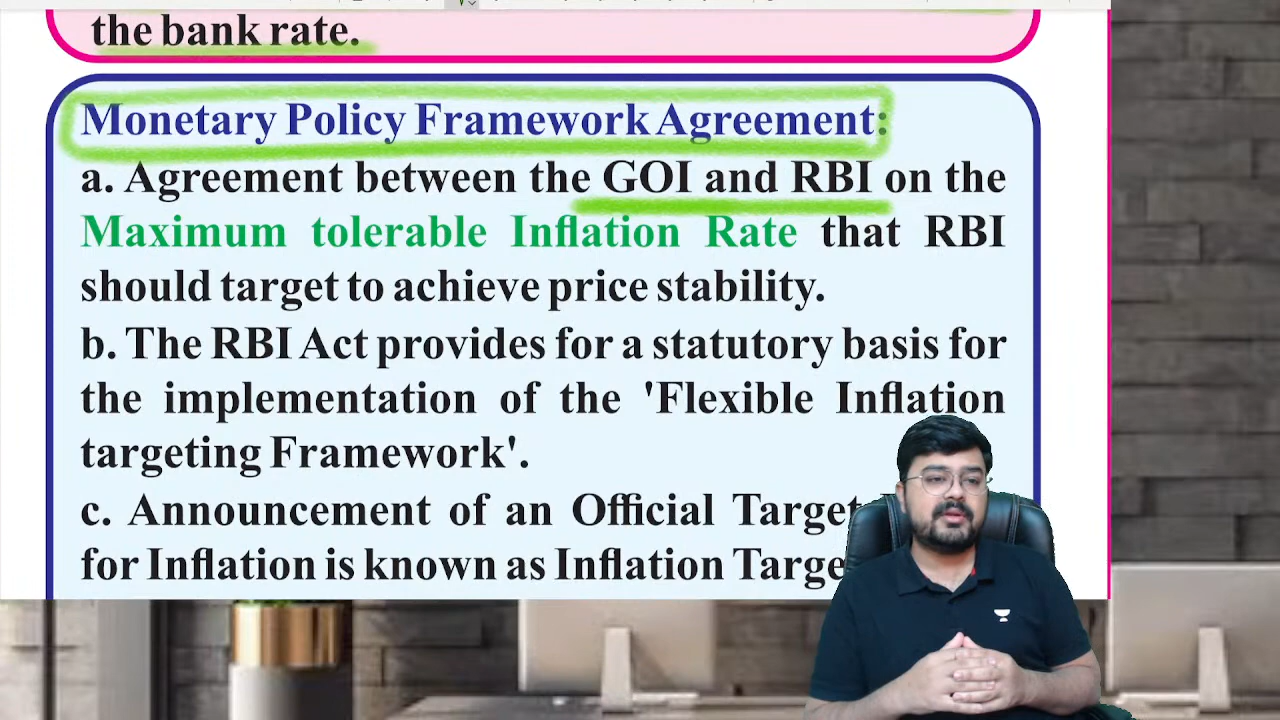 the bank rate.
Monetary Policy Framework Agreement:
a. Agreement between the GOI and RBI on the
Maximum tolerable Inflation Rate that RBI
should target to achieve price stability.
b. The RBI Act provides for a statutory basis for
the implementation of the 'Flexible Inflation
targeting Framework'.
c. Announcement of an Official Target
for Inflation is known as Inflation Targe